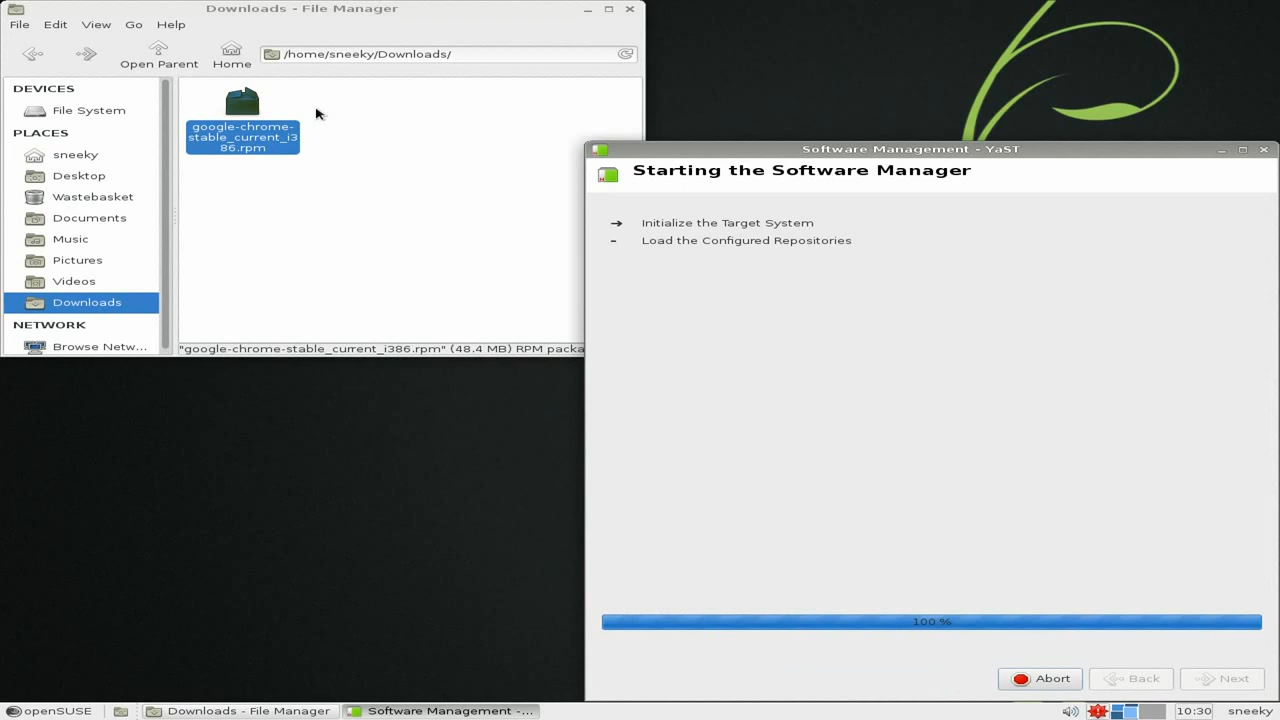 Downloads - File Manager
File Edit View Go Help
Open Parent
Home
/home/sneeky/Downloads/
DEVICES
File System
PLACES
sneeky
Desktop
Wastebasket
Documents
Music
Pictures
Videos
Downloads
NETWORK
Browse Netw...
google-chrome-
stable_current_i3
86.rpm
"google-chrome-stable_current_i386.rpm" (48.4 MB) RPM packa
Software Management - YaST
Starting the Software Manager
Initialize the Target System
- Load the Configured Repositories
100 %
Abort
Back
Next
openSUSE
Downloads - File Manager
Software Management -...
10:30
sneeky